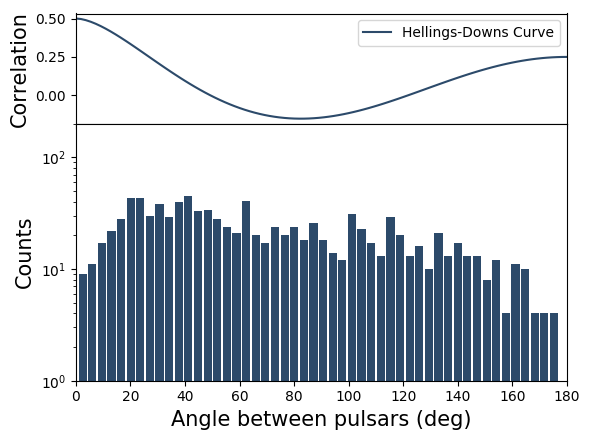 Hellings-Downs Curve
Correlation
0.50
0.25
0.00
Counts
10²
10¹
10⁰
0 20 40 60 80 100 120 140 160 180
Angle between pulsars (deg)